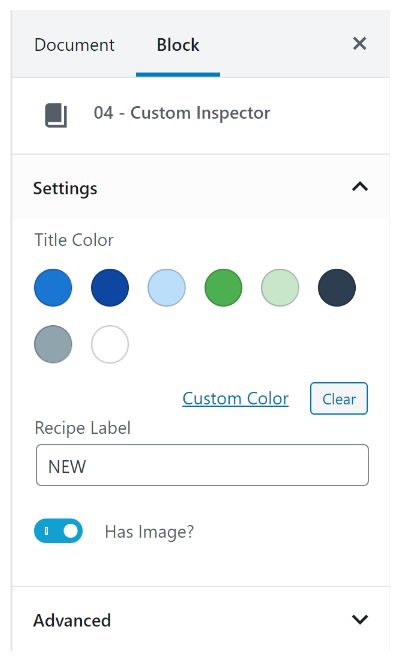 Document Block
04 - Custom Inspector
Settings
Title Color
Custom Color Clear
Recipe Label
NEW
Has Image?
Advanced